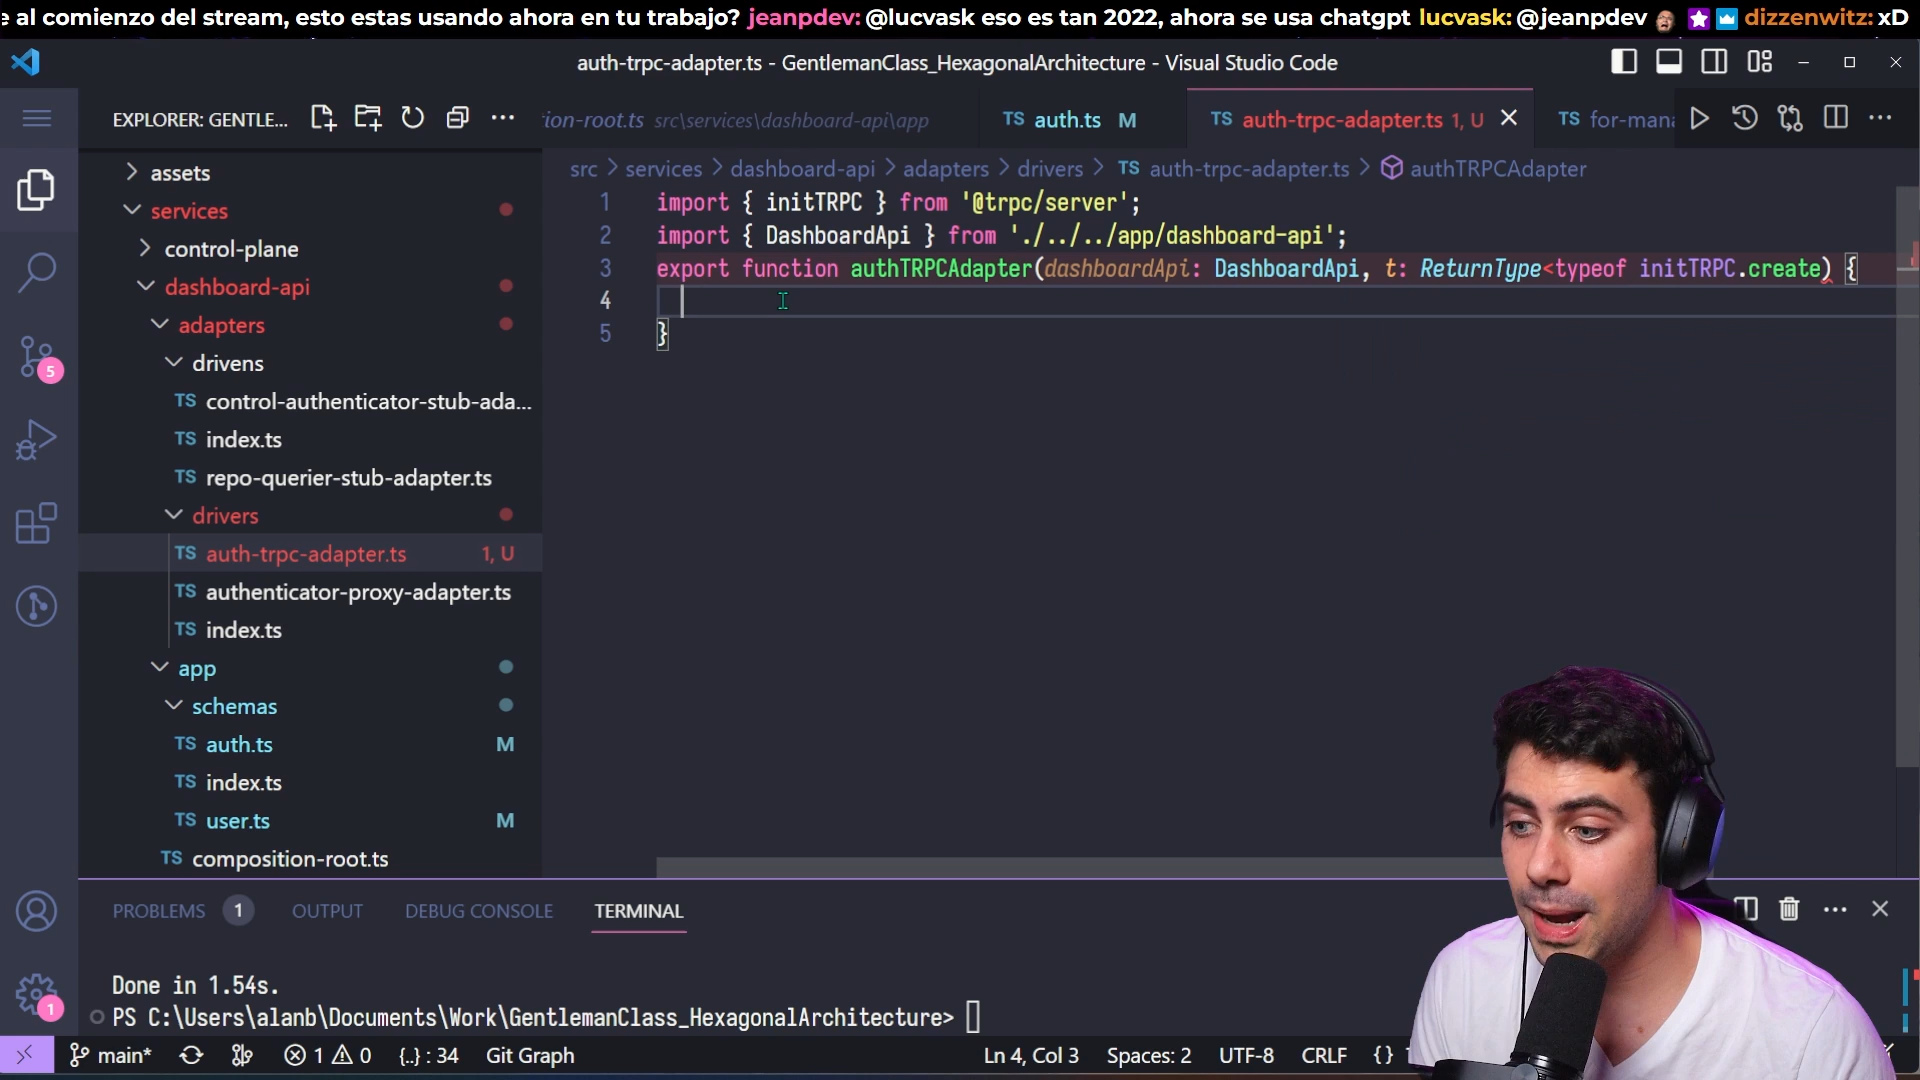 e al comienzo del stream, esto estas usando ahora en tu trabajo? jeanpdev: @lucvask eso es tan 2022, ahora se usa chatgpt lucvask: @jeanpdev dizzenwitz: xD
auth-trpc-adapter.ts - GentlemanClass_HexagonalArchitecture - Visual Studio Code
EXPLORER: GENTLE...
ion-root.ts src\services\dashboard-api\app
TS auth.ts M
TS auth-trpc-adapter.ts 1, U
TS for-mana
src > services > dashboard-api > adapters > drivers > TS auth-trpc-adapter.ts > authTRPCAdapter
assets
services
control-plane
dashboard-api
adapters
drivens
TS control-authenticator-stub-ada...
TS index.ts
TS repo-querier-stub-adapter.ts
drivers
TS auth-trpc-adapter.ts 1, U
TS authenticator-proxy-adapter.ts
TS index.ts
app
schemas
TS auth.ts M
TS index.ts
TS user.ts M
TS composition-root.ts
5
1
1 import { initTRPC } from '@trpc/server';
2 import { DashboardApi } from './../../app/dashboard-api';
3 export function authTRPCAdapter(dashboardApi: DashboardApi, t: ReturnType<typeof initTRPC.create) {
4
5 }
PROBLEMS 1 OUTPUT DEBUG CONSOLE TERMINAL
Done in 1.54s.
PS C:\Users\alanb\Documents\Work\GentlemanClass_HexagonalArchitecture>
main* 1 0 {..} : 34 Git Graph Ln 4, Col 3 Spaces: 2 UTF-8 CRLF {}